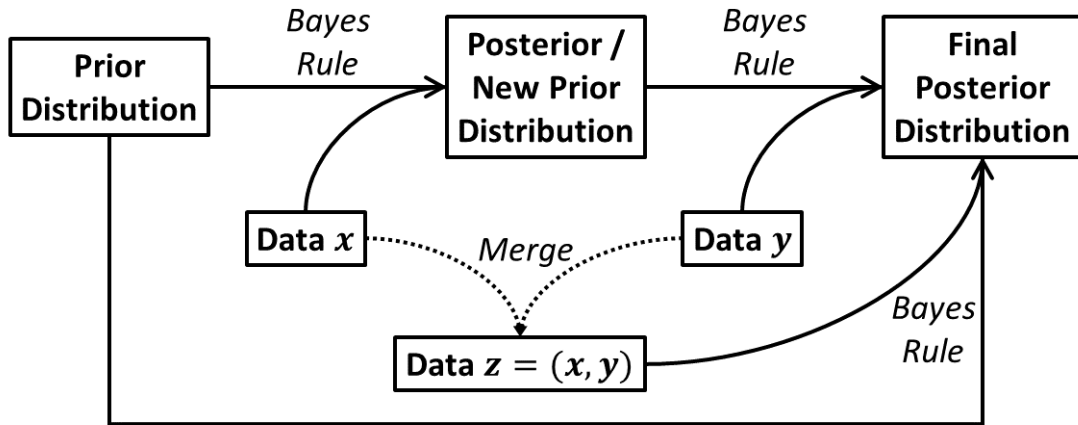 Prior
Distribution
Bayes
Rule
Posterior /
New Prior
Distribution
Bayes
Rule
Final
Posterior
Distribution
Data x
Merge
Data y
Data z = (x, y)
Bayes
Rule